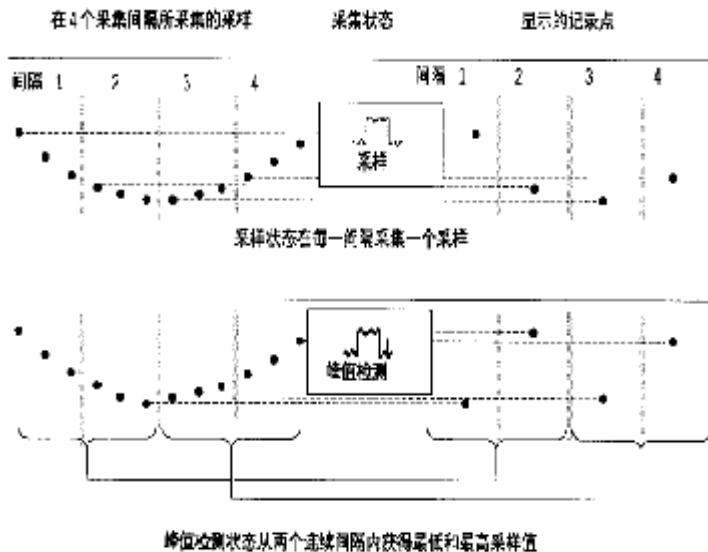 在4个采集间隔所采集的采样 采集状态 显示的记录点
间隔 1 2 3 4 间隔 1 2 3 4
采样
采样状态在每一间隔采集一个采样
峰值检测
峰值检测状态从两个连续间隔内获得最低和最高采样值